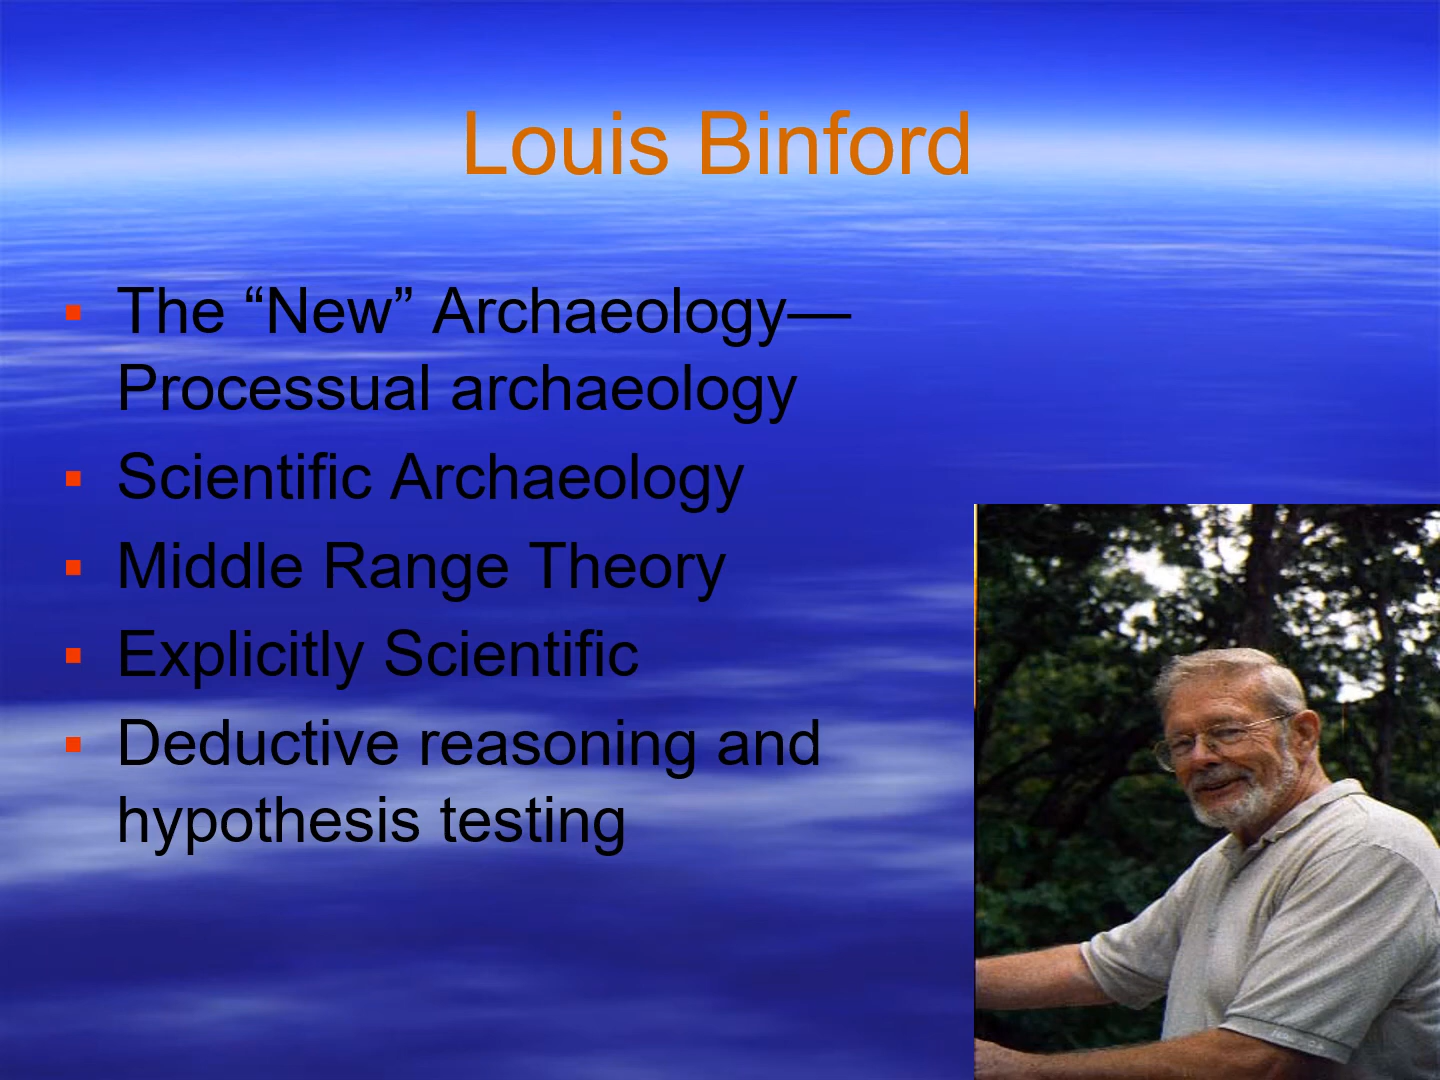 Louis Binford
▪ The “New” Archaeology—
Processual archaeology
▪ Scientific Archaeology
▪ Middle Range Theory
▪ Explicitly Scientific
▪ Deductive reasoning and
hypothesis testing